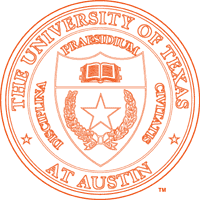 THE UNIVERSITY OF TEXAS
AT AUSTIN
DISCIPLINA
PRAESIDIUM
CIVITATIS
TM